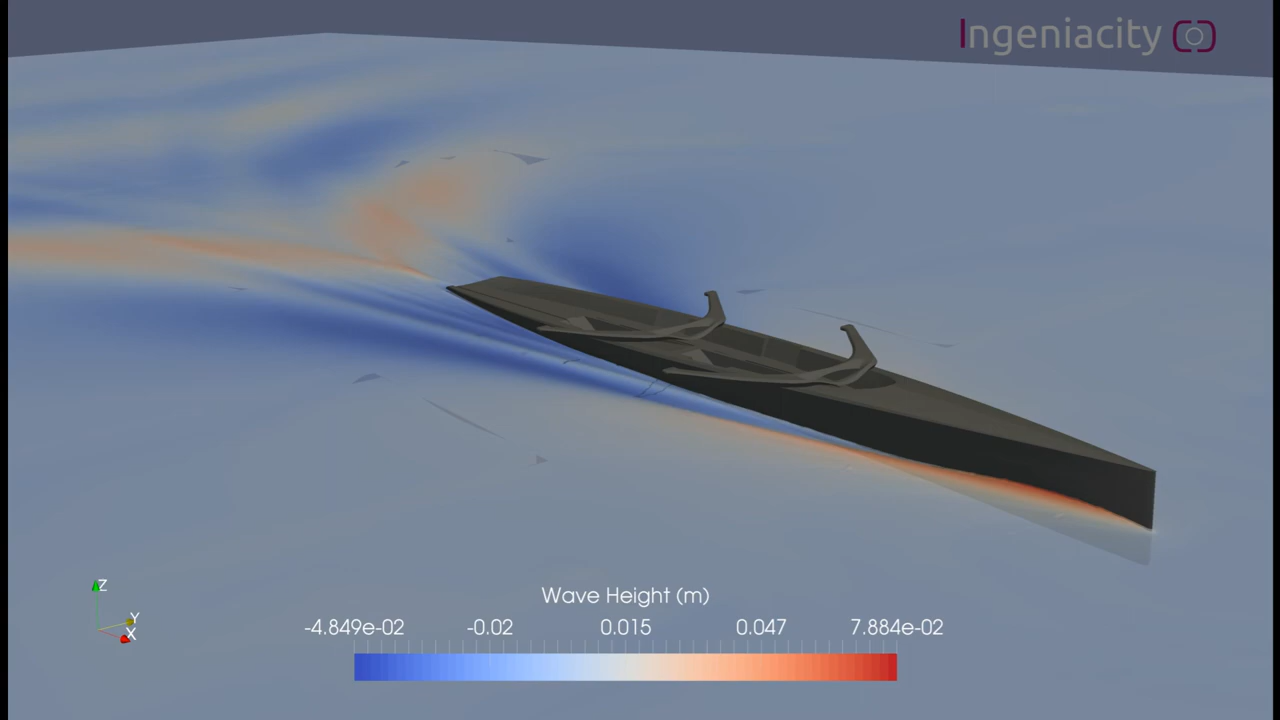 Ingeniacity
Z
Y
X
Wave Height (m)
-4.849e-02 -0.02 0.015 0.047 7.884e-02